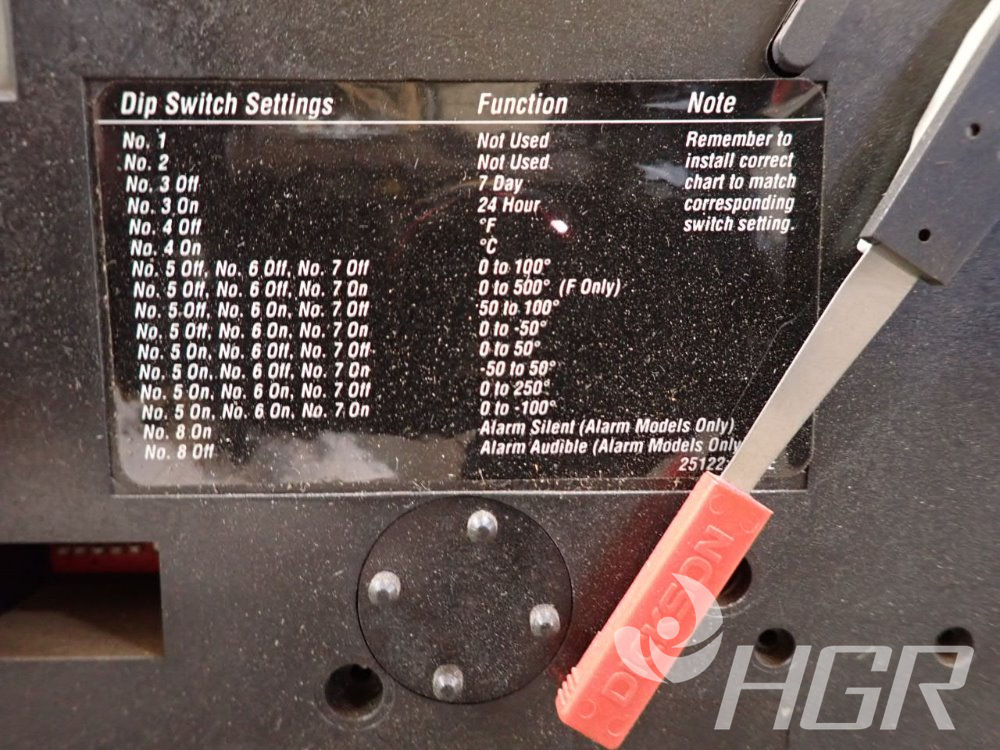 Dip Switch Settings Function Note
No. 1 Not Used Remember to
No. 2 Not Used install correct
No. 3 Off 7 Day chart to match
No. 3 On 24 Hour corresponding
No. 4 Off °F switch setting.
No. 4 On °C
No. 5 Off, No. 6 Off, No. 7 Off 0 to 100°
No. 5 Off, No. 6 Off, No. 7 On 0 to 500° (F Only)
No. 5 Off, No. 6 On, No. 7 Off 50 to 100°
No. 5 Off, No. 6 On, No. 7 On 0 to -50°
No. 5 On, No. 6 Off, No. 7 Off 0 to 50°
No. 5 On, No. 6 Off, No. 7 On -50 to 50°
No. 5 On, No. 6 On, No. 7 Off 0 to 250°
No. 5 On, No. 6 On, No. 7 On 0 to -100°
No. 8 On Alarm Silent (Alarm Models Only)
No. 8 Off Alarm Audible (Alarm Models Only
DICKSON
HGR